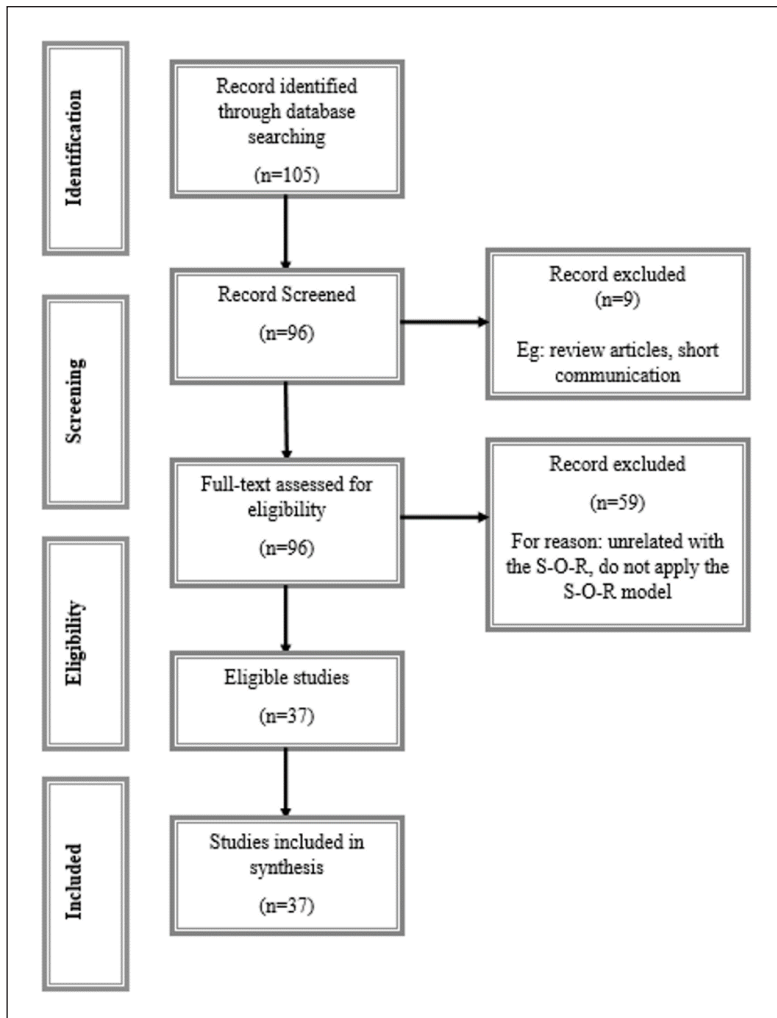 Identification
Record identified
through database
searching
(n=105)
Record Screened
(n=96)
Record excluded
(n=9)
Eg: review articles, short
communication
Screening
Full-text assessed for
eligibility
(n=96)
Record excluded
(n=59)
For reason: unrelated with
the S-O-R, do not apply the
S-O-R model
Eligibility
Eligible studies
(n=37)
Included
Studies included in
synthesis
(n=37)